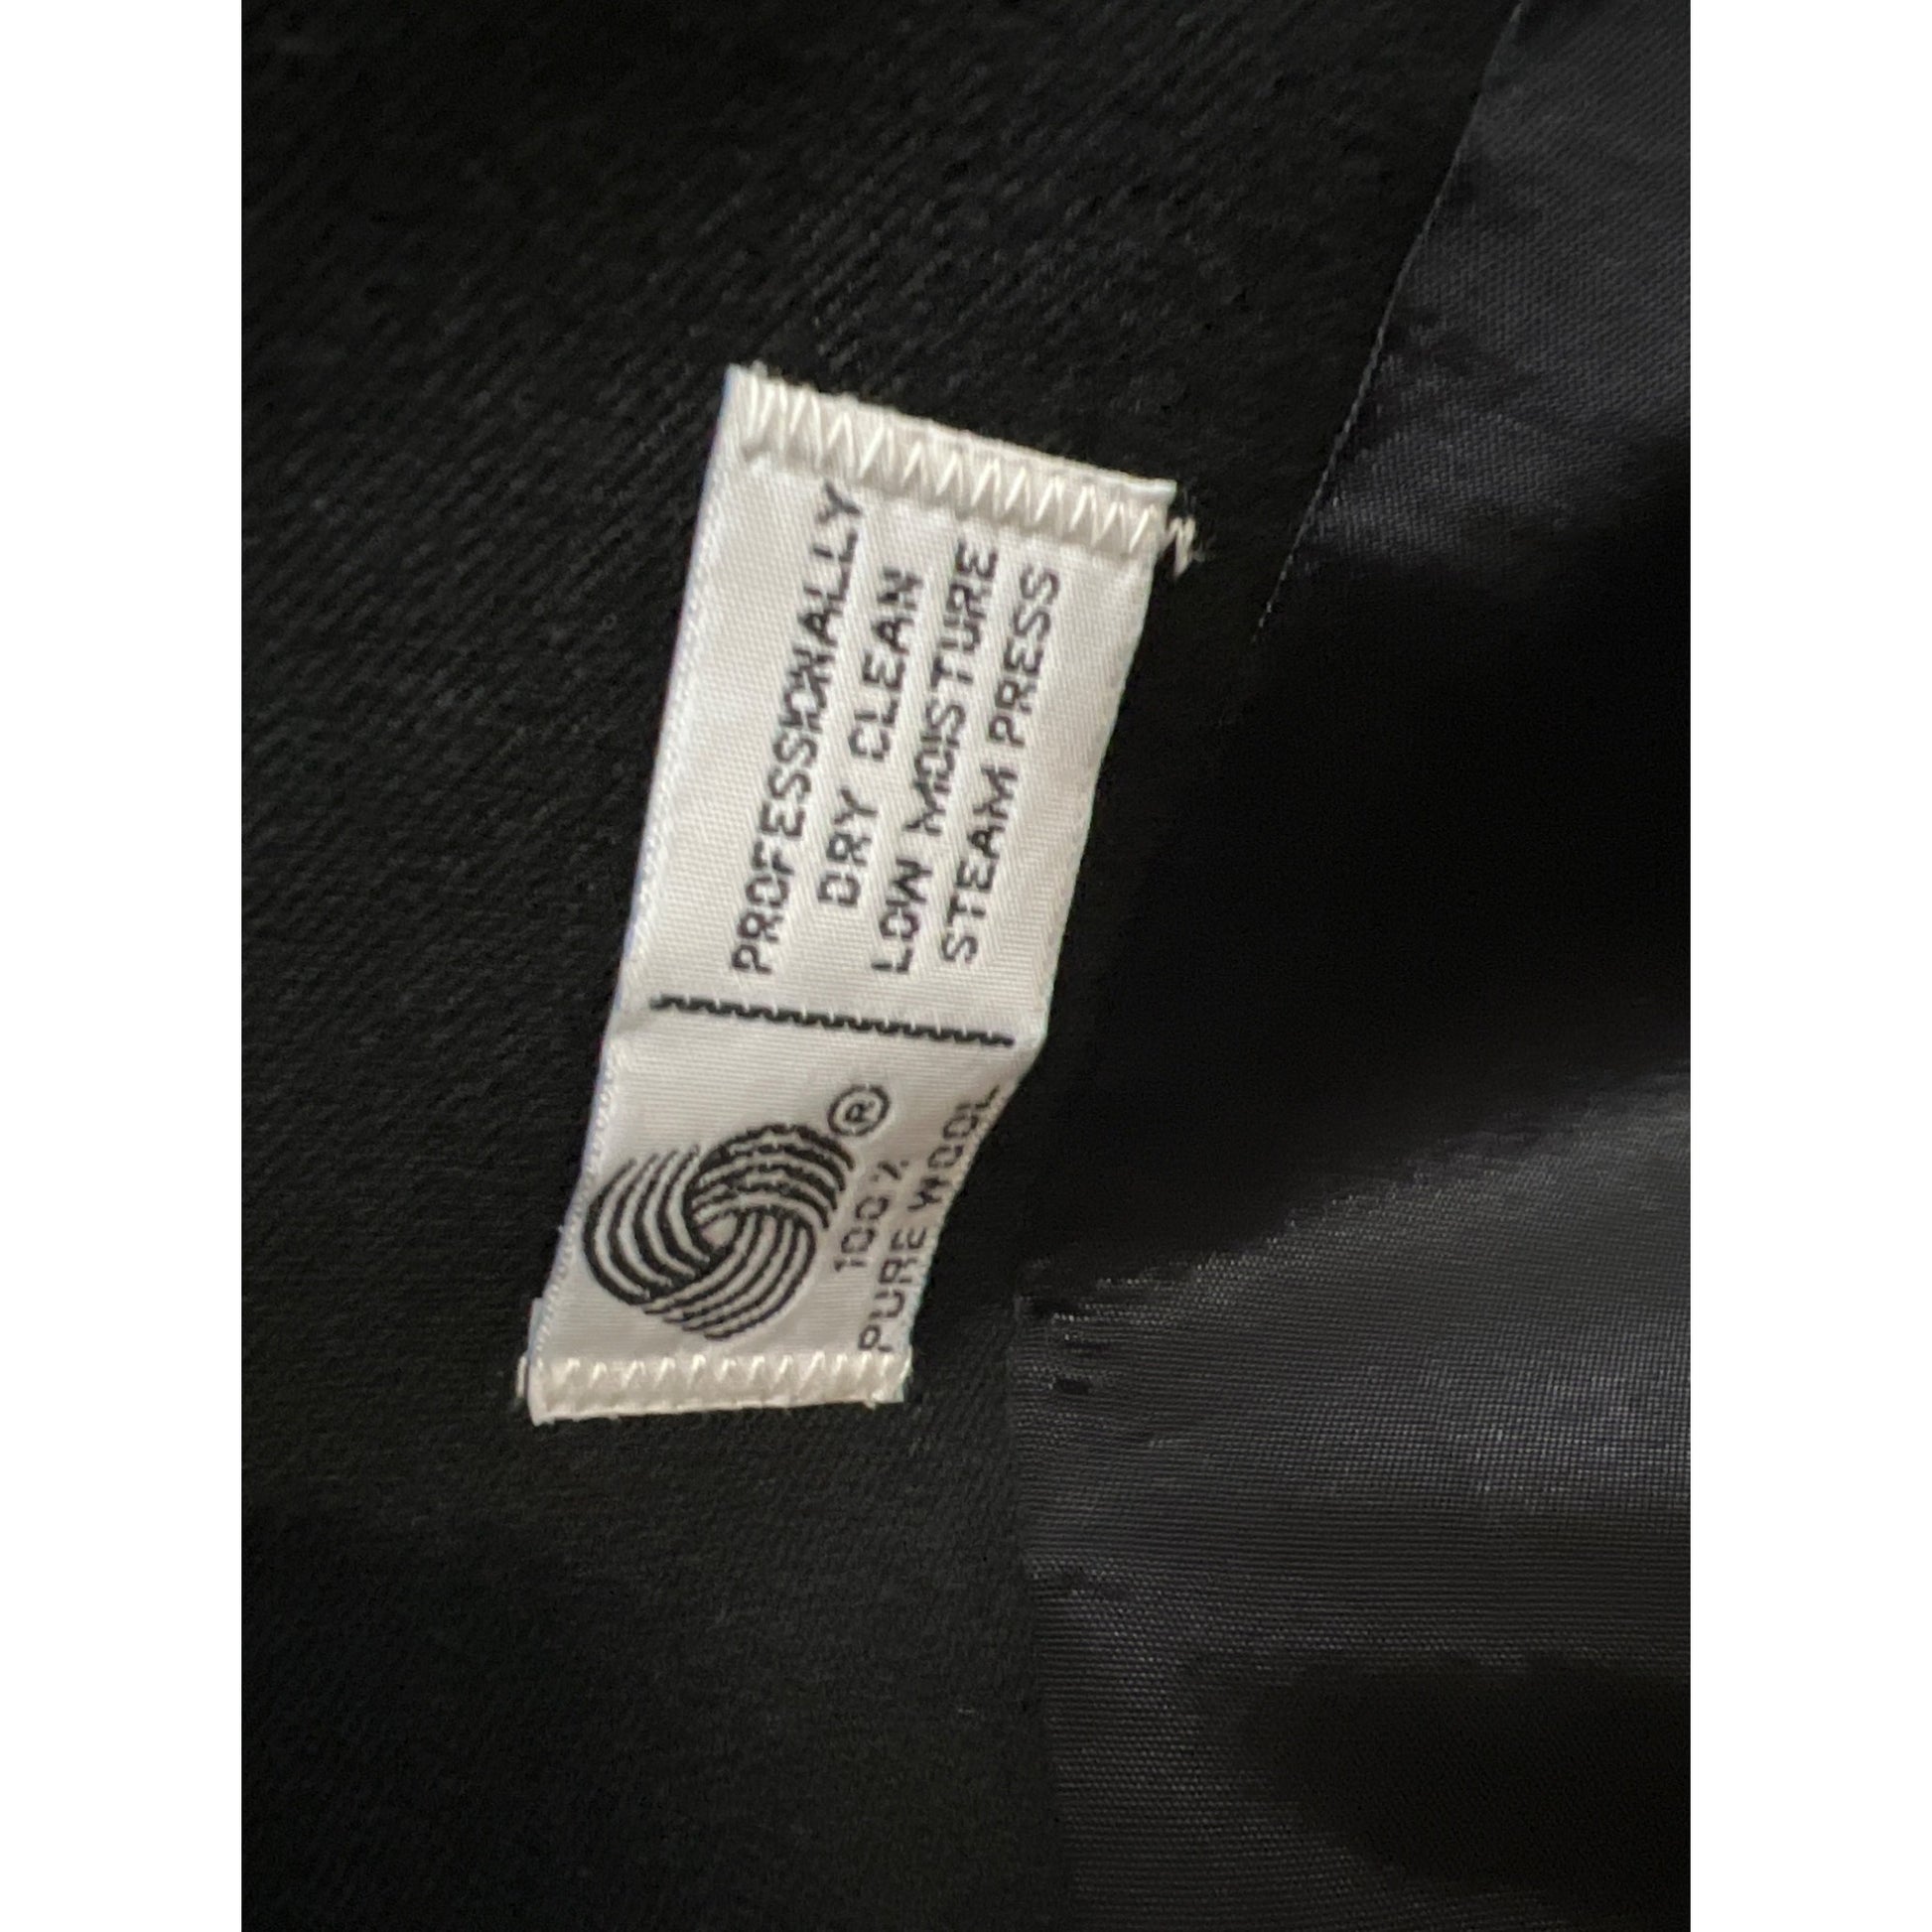 ®
100%
PURE WOOL
PROFESSIONALLY
DRY CLEAN
LOW MOISTURE
STEAM PRESS